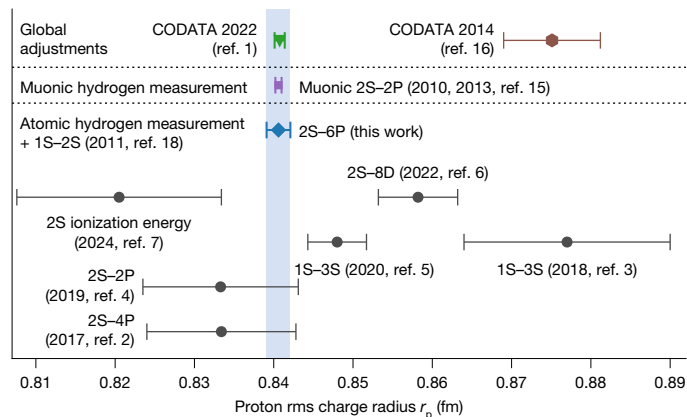 Global
adjustments
CODATA 2022
(ref. 1)
CODATA 2014
(ref. 16)
Muonic hydrogen measurement
Muonic 2S–2P (2010, 2013, ref. 15)
Atomic hydrogen measurement
+ 1S–2S (2011, ref. 18)
2S–6P (this work)
2S–8D (2022, ref. 6)
2S ionization energy
(2024, ref. 7)
1S–3S (2020, ref. 5)
1S–3S (2018, ref. 3)
2S–2P
(2019, ref. 4)
2S–4P
(2017, ref. 2)
0.81 0.82 0.83 0.84 0.85 0.86 0.87 0.88 0.89
Proton rms charge radius rp (fm)